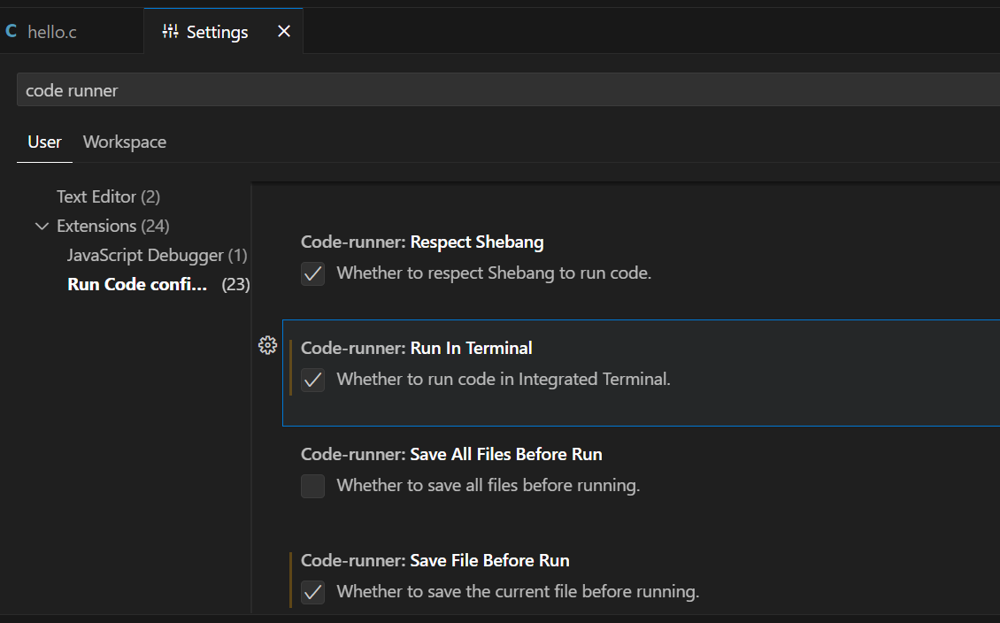 C hello.c
Settings
code runner
User Workspace
Text Editor (2)
Extensions (24)
JavaScript Debugger (1)
Run Code confi... (23)
Code-runner: Respect Shebang
Whether to respect Shebang to run code.
Code-runner: Run In Terminal
Whether to run code in Integrated Terminal.
Code-runner: Save All Files Before Run
Whether to save all files before running.
Code-runner: Save File Before Run
Whether to save the current file before running.